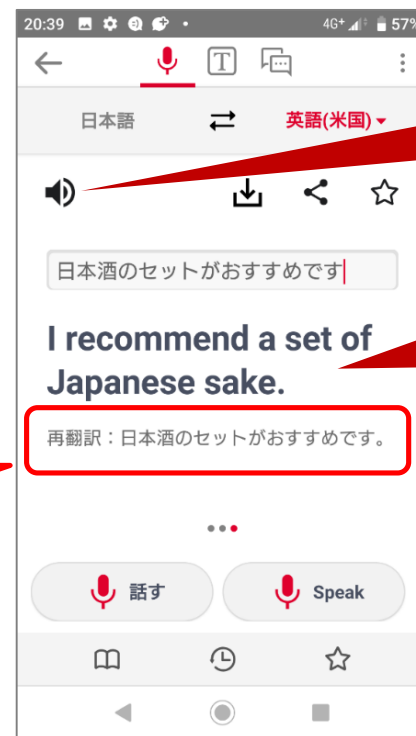 20:39 4G+ 57%
T
日本語 英語(米国)
日本酒のセットがおすすめです
I recommend a set of
Japanese sake.
再翻訳：日本酒のセットがおすすめです。
話す Speak